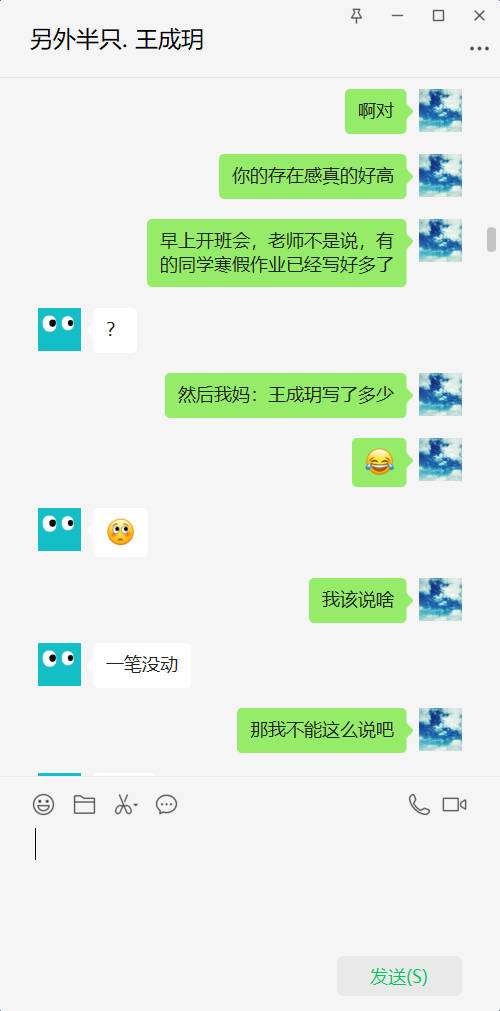 另外半只. 王成玥
啊对
你的存在感真的好高
早上开班会，老师不是说，有
的同学寒假作业已经写好多了
？
然后我妈：王成玥写了多少
我该说啥
一笔没动
那我不能这么说吧
发送(S)